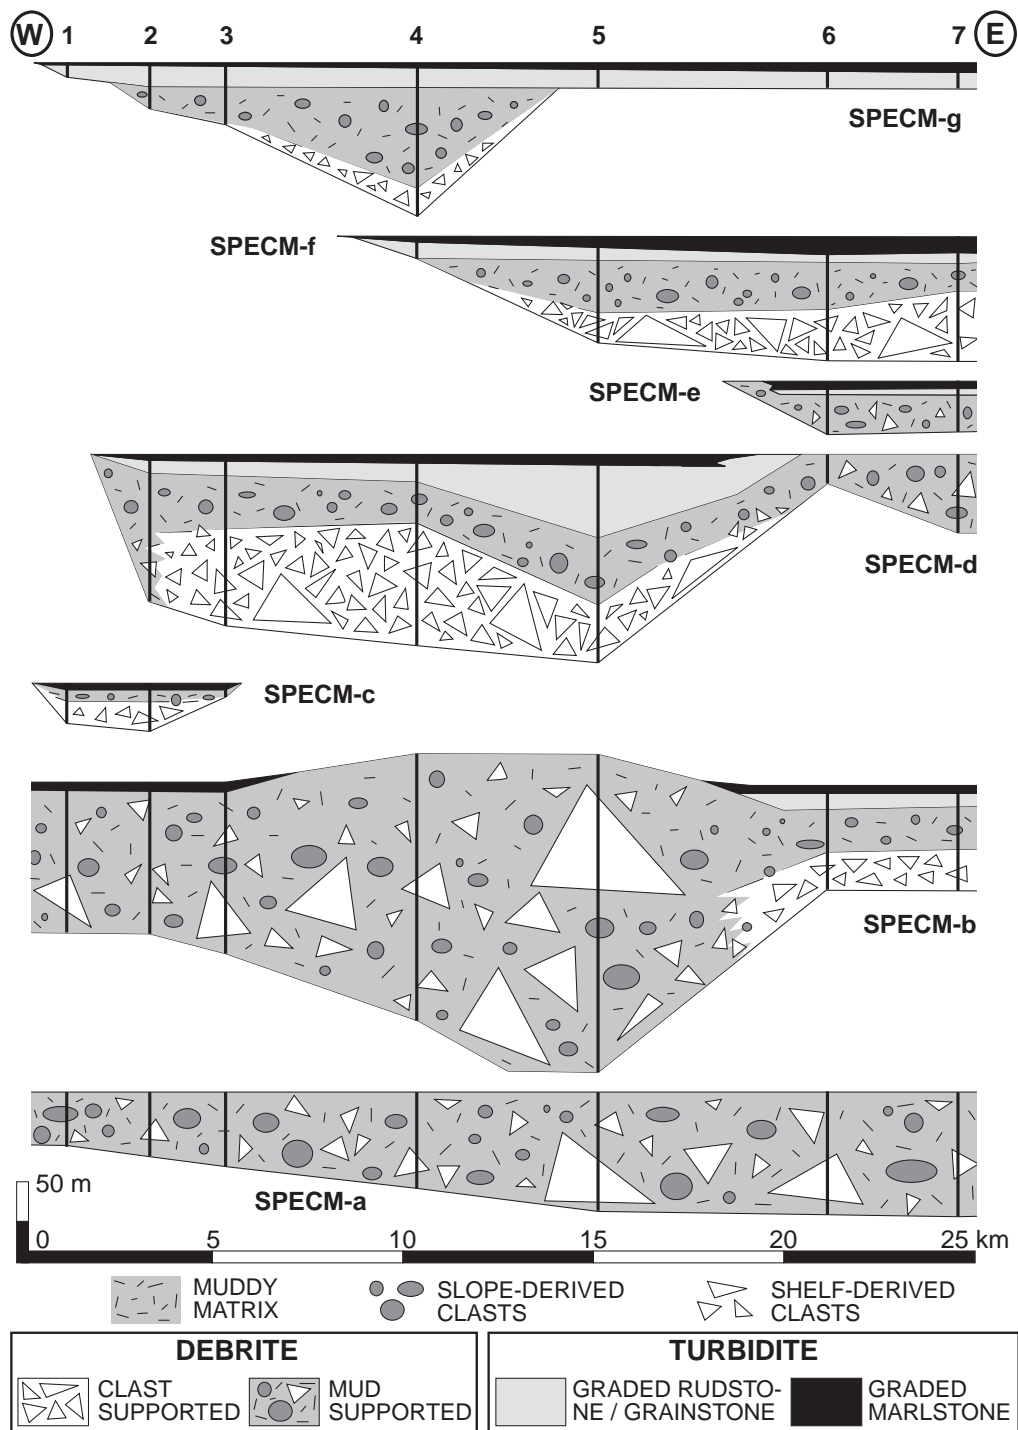 W 1 2 3 4 5 6 7 E
SPECM-g
SPECM-f
SPECM-e
SPECM-d
SPECM-c
SPECM-b
SPECM-a
50 m
0 5 10 15 20 25 km
MUDDY
MATRIX
SLOPE-DERIVED
CLASTS
SHELF-DERIVED
CLASTS
DEBRITE
CLAST
SUPPORTED
MUD
SUPPORTED
TURBIDITE
GRADED RUDSTO-
NE / GRAINSTONE
GRADED
MARLSTONE